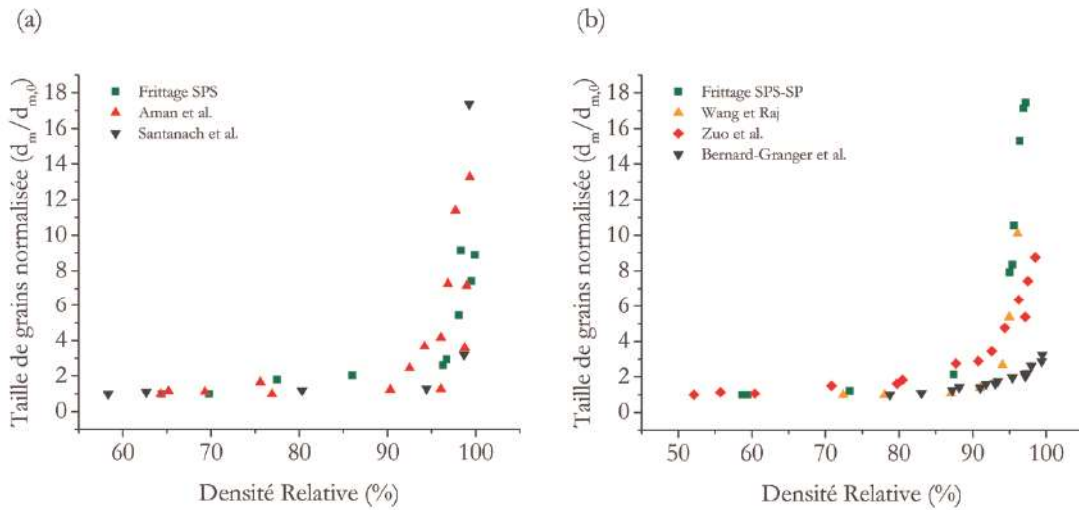 (a)
Taille de grains normalisée (dm/dm,0)
18
16
14
12
10
8
6
4
2
0
Frittage SPS
Aman et al.
Santanach et al.
60 70 80 90 100
Densité Relative (%)
(b)
Taille de grains normalisée (dm/dm,0)
18
16
14
12
10
8
6
4
2
0
Frittage SPS-SP
Wang et Raj
Zuo et al.
Bernard-Granger et al.
50 60 70 80 90 100
Densité Relative (%)